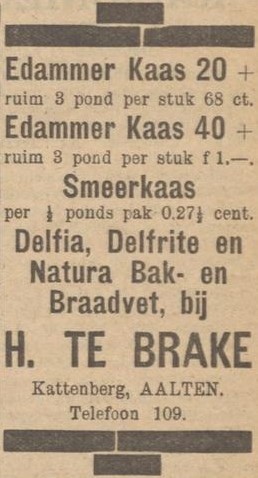 Edammer Kaas 20 +
ruim 3 pond per stuk 68 ct.
Edammer Kaas 40 +
ruim 3 pond per stuk f 1.—.
Smeerkaas
per ½ ponds pak 0.27½ cent.
Delfia, Delfrite en
Natura Bak- en
Braadvet, bij
H. TE BRAKE
Kattenberg, AALTEN.
Telefoon 109.